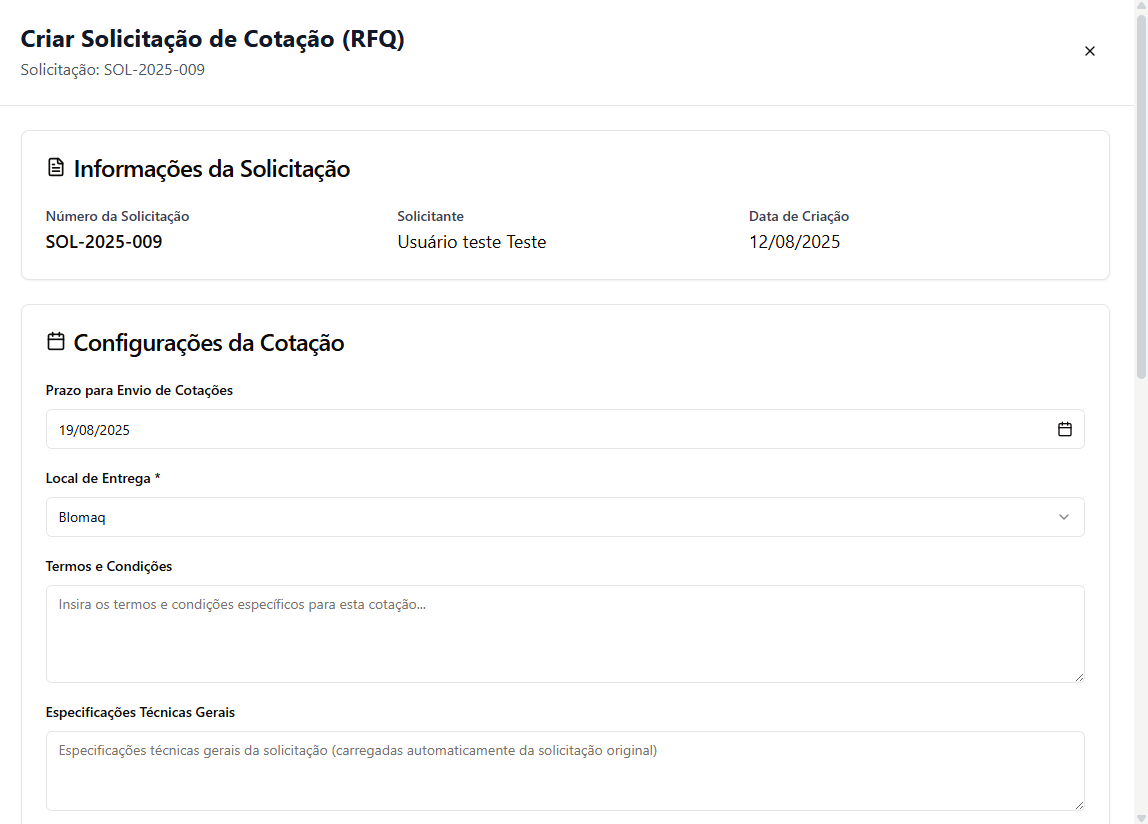 Criar Solicitação de Cotação (RFQ)
Solicitação: SOL-2025-009
Informações da Solicitação
Número da Solicitação
SOL-2025-009
Solicitante
Usuário teste Teste
Data de Criação
12/08/2025
Configurações da Cotação
Prazo para Envio de Cotações
19/08/2025
Local de Entrega *
Blomaq
Termos e Condições
Insira os termos e condições específicos para esta cotação...
Especificações Técnicas Gerais
Especificações técnicas gerais da solicitação (carregadas automaticamente da solicitação original)